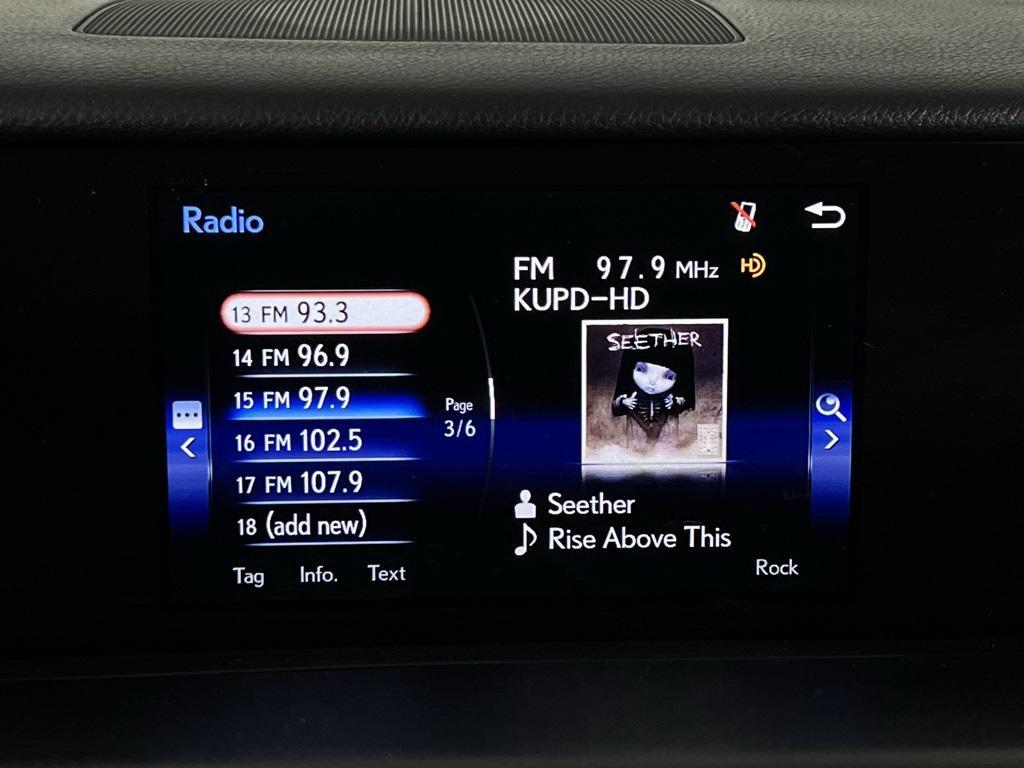 Radio
13 FM 93.3
14 FM 96.9
15 FM 97.9
16 FM 102.5
17 FM 107.9
18 (add new)
Page
3/6
Tag Info. Text
FM 97.9 MHz HD
KUPD-HD
SEETHER
Seether
Rise Above This
Rock